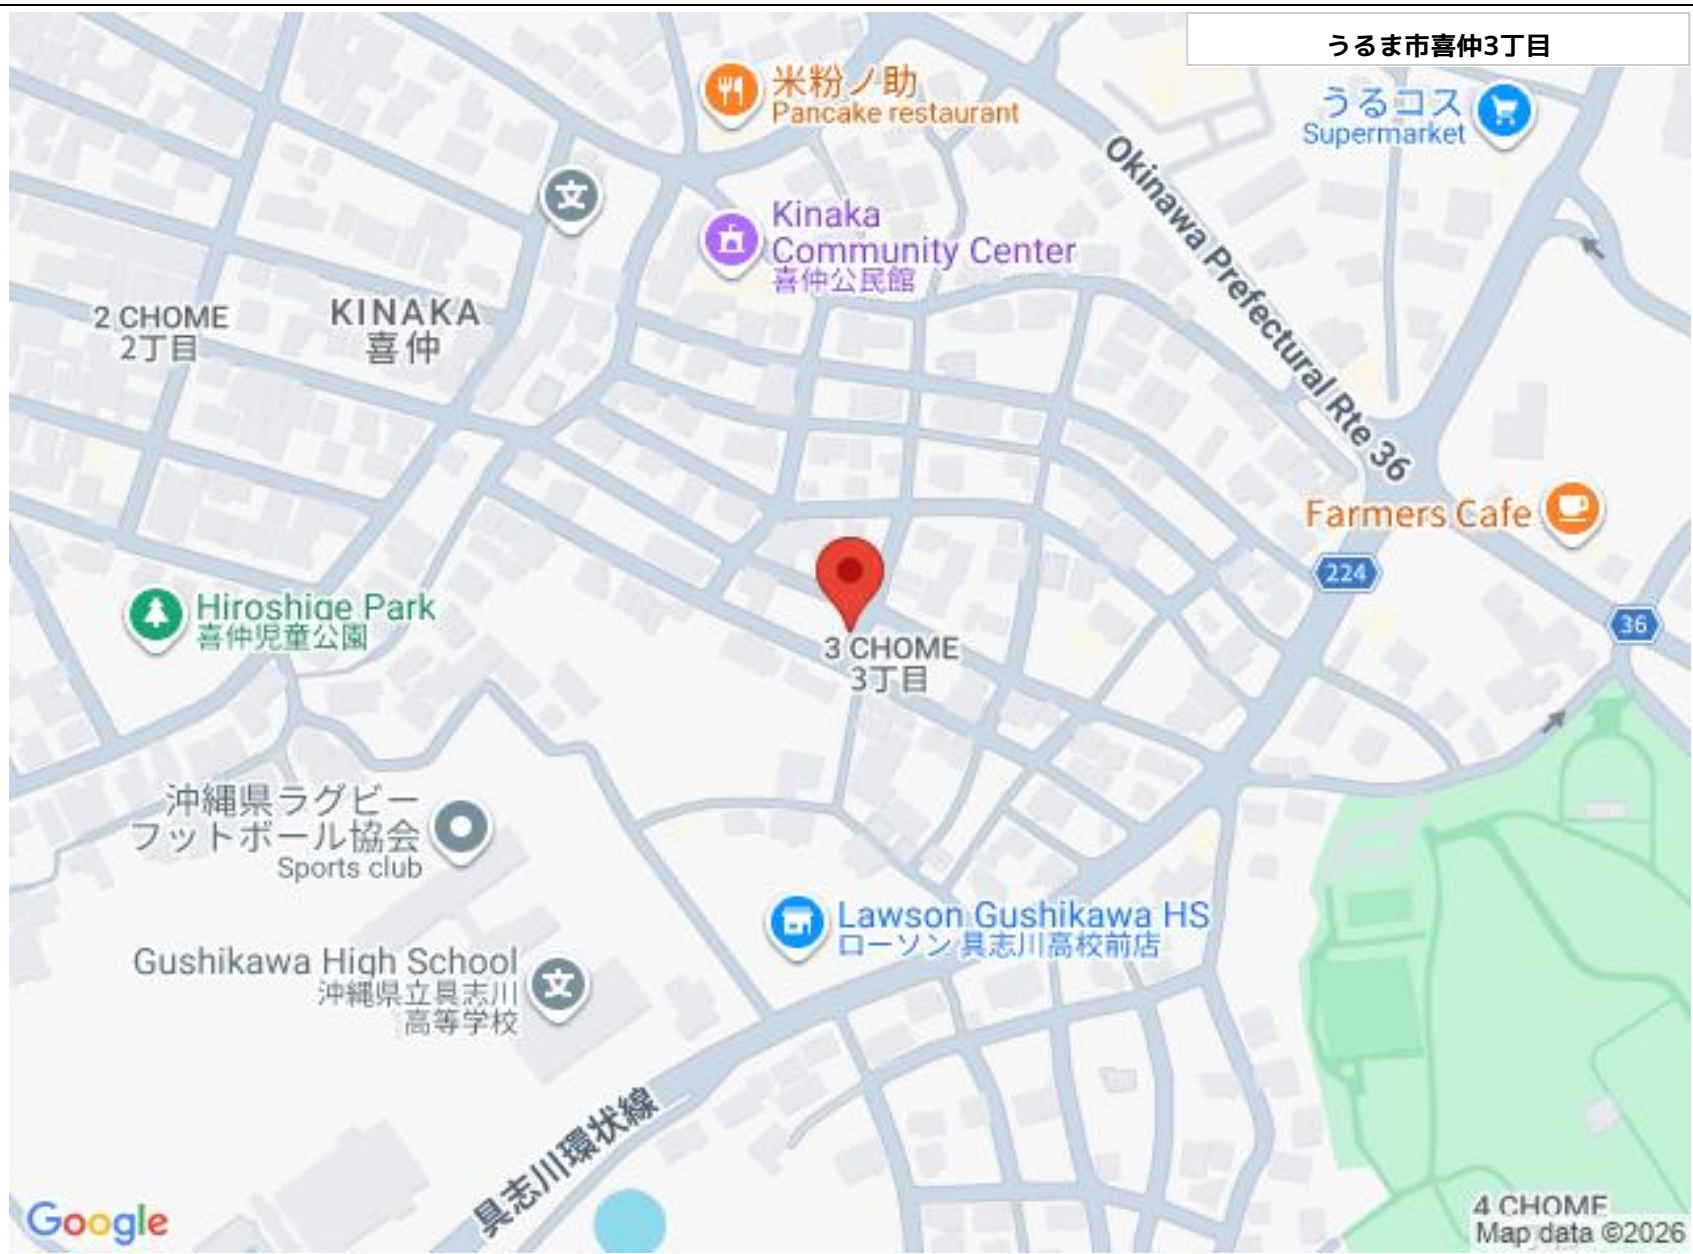 うるま市喜仲3丁目
米粉ノ助
Pancake restaurant
うるコス
Supermarket
文
Kinaka
Community Center
喜仲公民館
Okinawa Prefectural Rte 36
2 CHOME
2丁目
KINAKA
喜仲
Farmers Cafe
224
36
Hiroshige Park
喜仲児童公園
3 CHOME
3丁目
沖縄県ラグビー
フットボール協会
Sports club
Lawson Gushikawa HS
ローソン 具志川高校前店
Gushikawa High School
沖縄県立具志川
高等学校
文
具志川環状線
Google
4 CHOME
Map data ©2026